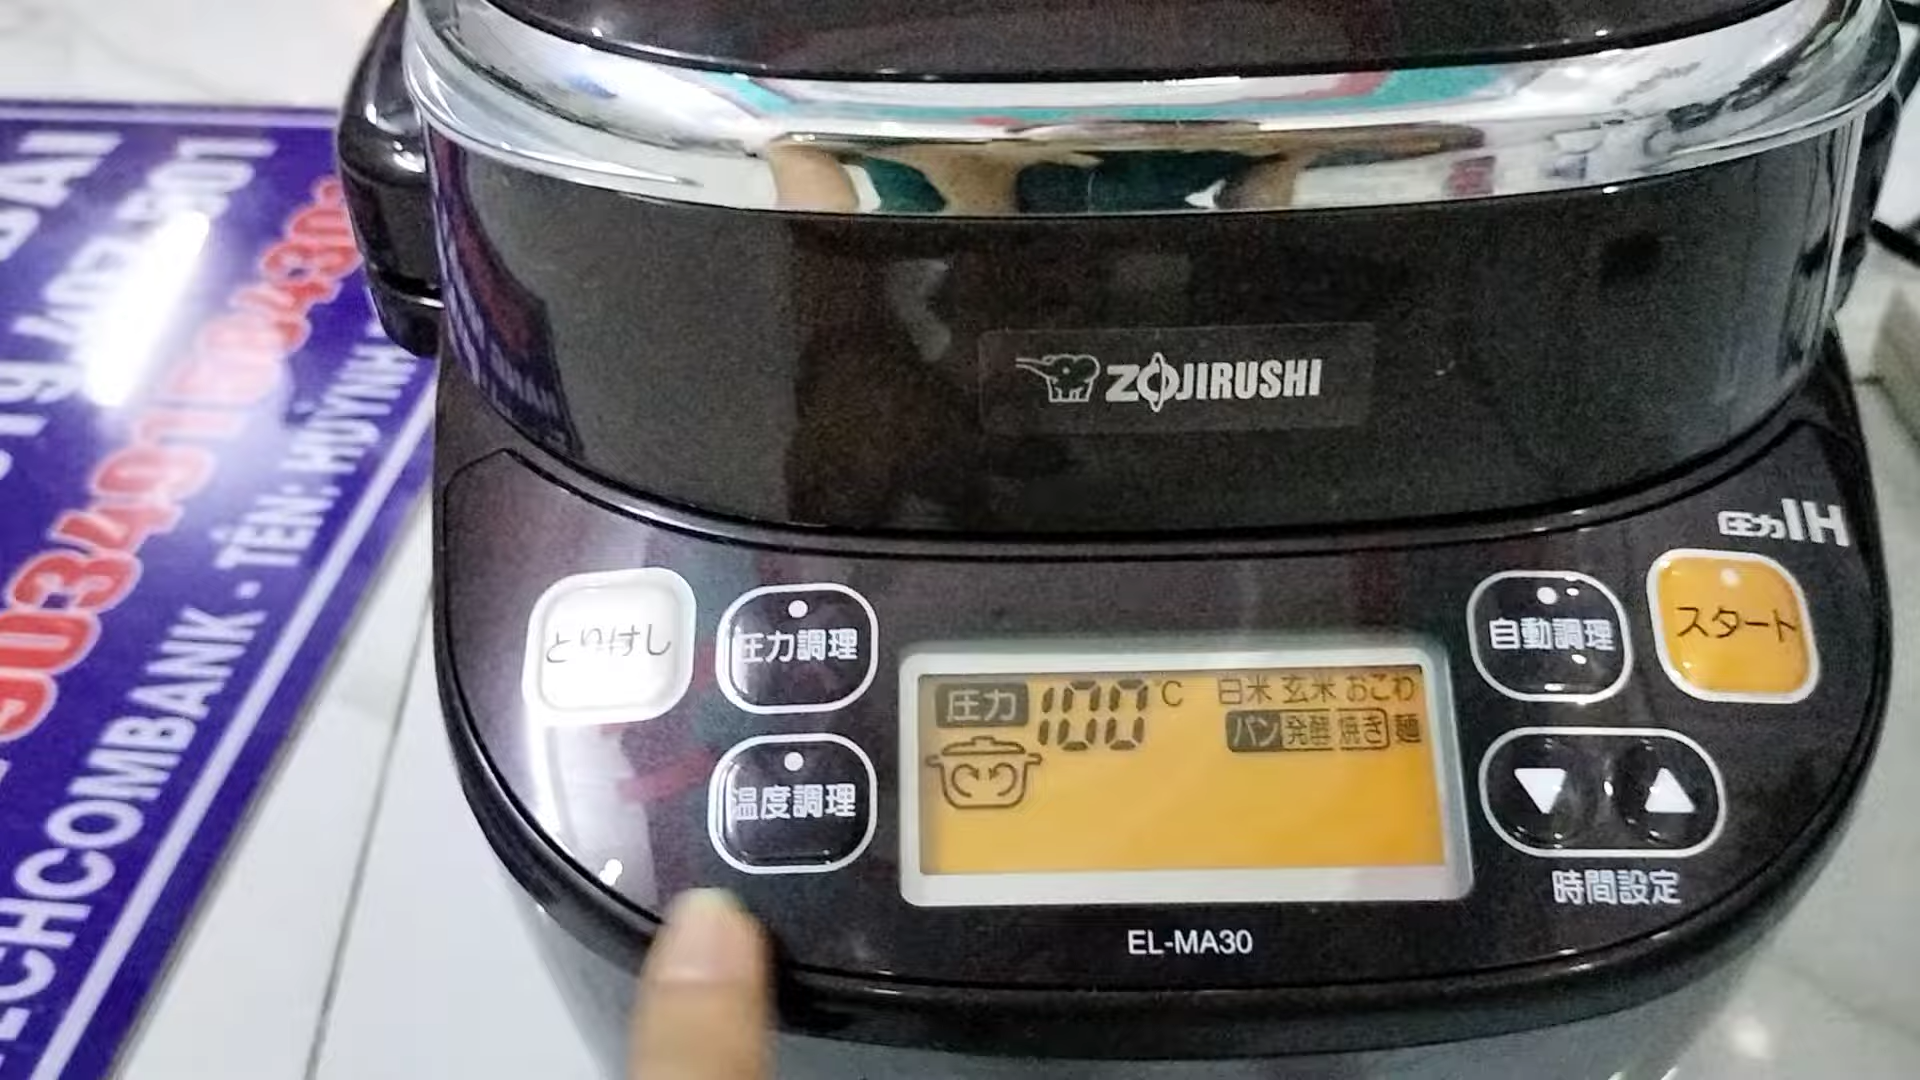 ZOJIRUSHI
圧力IH
とりけし
圧力調理
温度調理
圧力 100℃
白米 玄米 おこわ
パン 発酵 焼き 麺
自動調理
スタート
時間設定
EL-MA30
TECHCOMBANK - TÊN: HUỲNH